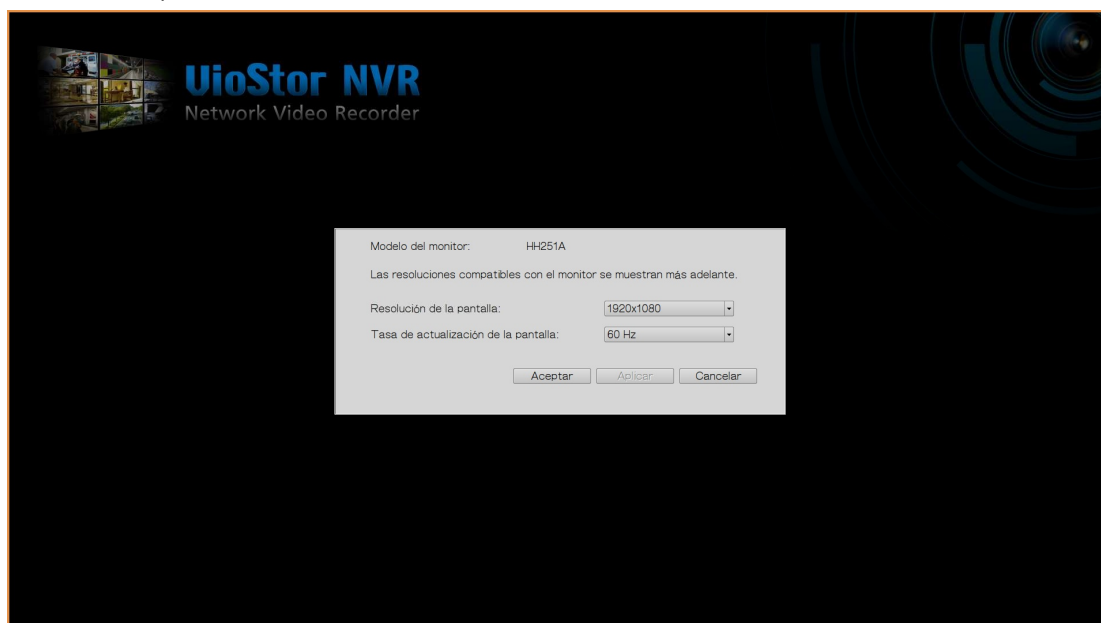 VioStor NVR
Network Video Recorder
Modelo del monitor: HH251A
Las resoluciones compatibles con el monitor se muestran más adelante.
Resolución de la pantalla: 1920x1080
Tasa de actualización de la pantalla: 60 Hz
Aceptar Aplicar Cancelar